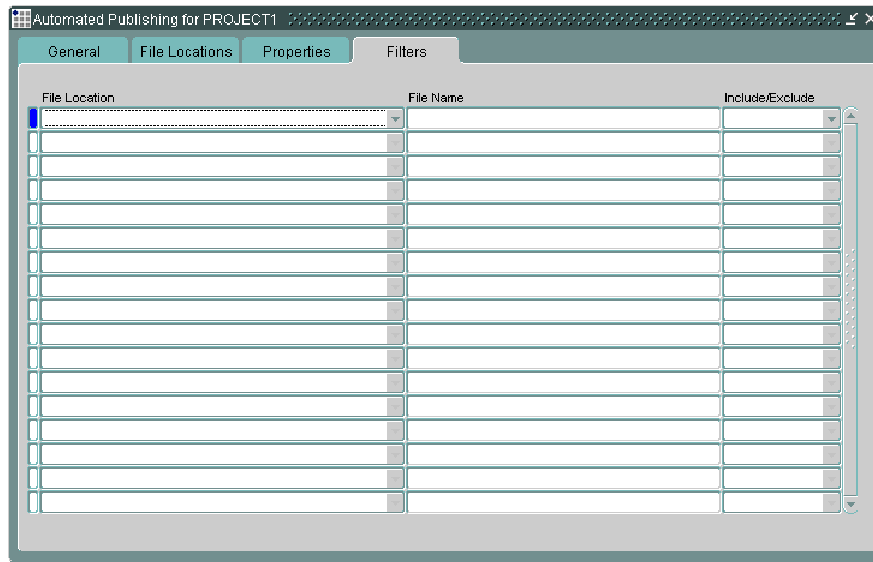 Automated Publishing for PROJECT1
General File Locations Properties Filters
File Location File Name Include/Exclude